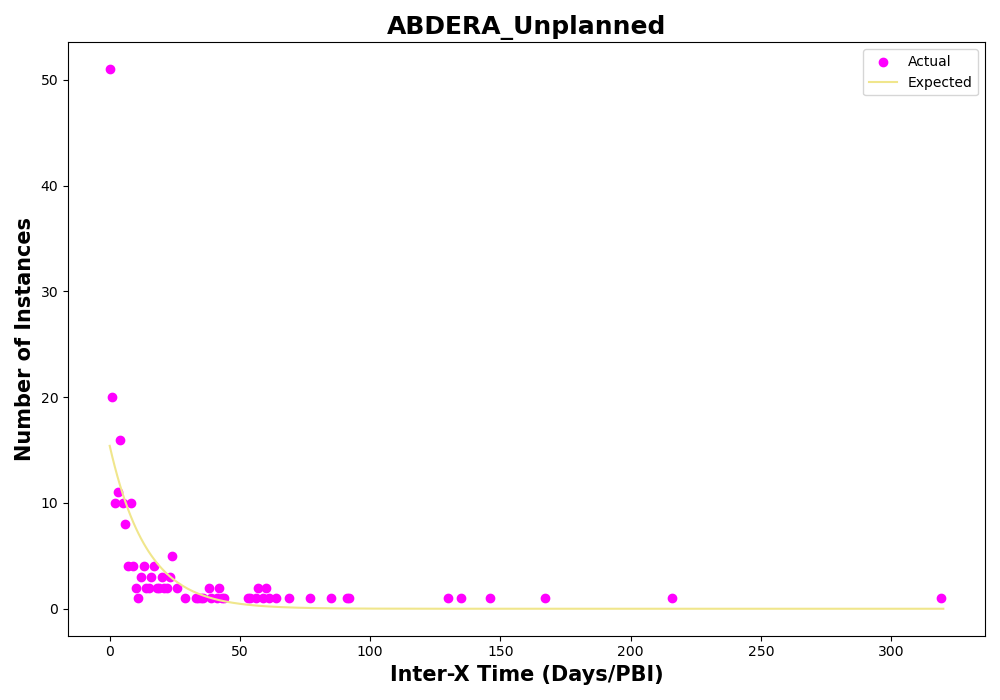 ABDERA_Unplanned
Actual
Expected
Number of Instances
50
40
30
20
10
0
0 50 100 150 200 250 300
Inter-X Time (Days/PBI)